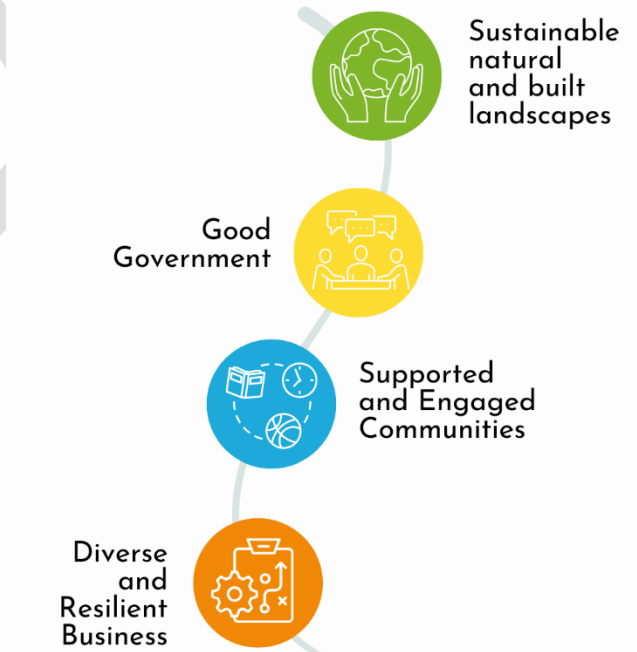 Sustainable
natural
and built
landscapes
Good
Government
Supported
and Engaged
Communities
Diverse
and
Resilient
Business